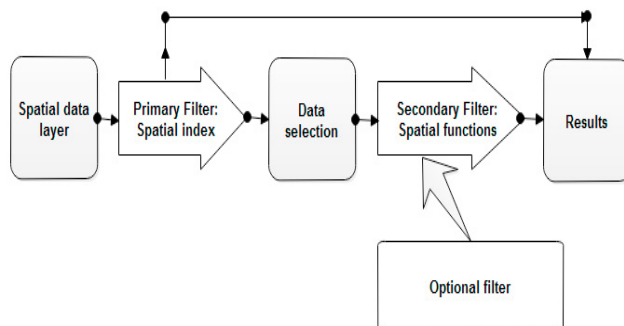 Spatial data
layer
Primary Filter:
Spatial index
Data
selection
Secondary Filter:
Spatial functions
Results
Optional filter